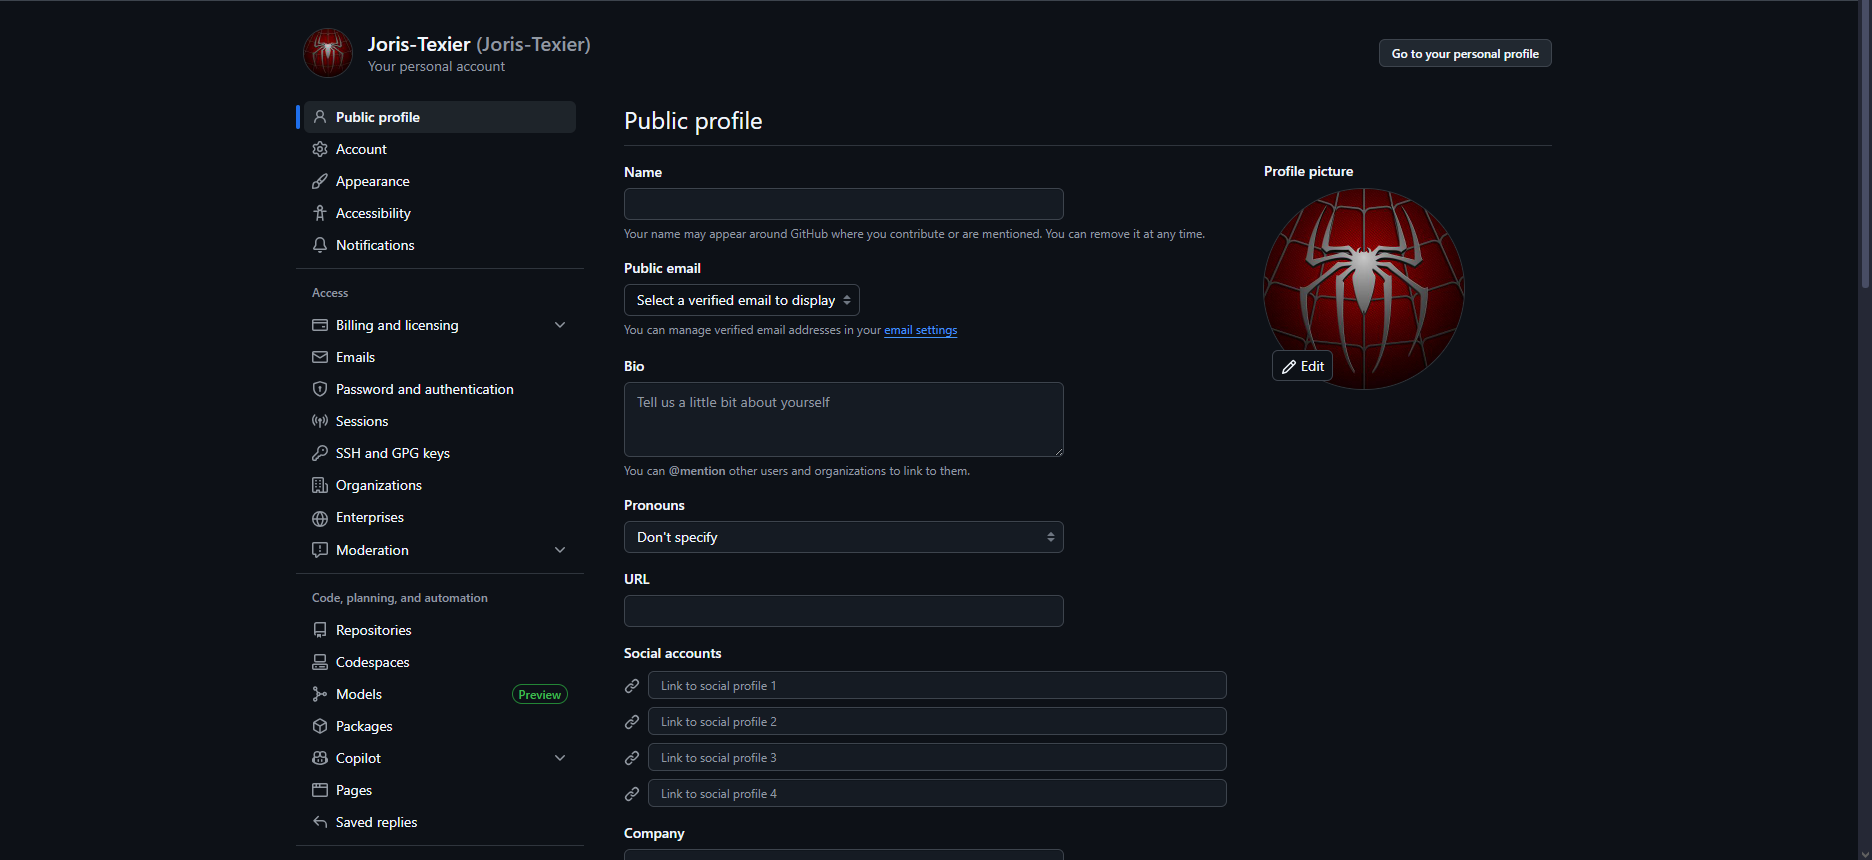 Joris-Texier (Joris-Texier)
Your personal account
Go to your personal profile
Public profile
Account
Appearance
Accessibility
Notifications
Access
Billing and licensing
Emails
Password and authentication
Sessions
SSH and GPG keys
Organizations
Enterprises
Moderation
Code, planning, and automation
Repositories
Codespaces
Models Preview
Packages
Copilot
Pages
Saved replies
Public profile
Name
Your name may appear around GitHub where you contribute or are mentioned. You can remove it at any time.
Public email
Select a verified email to display
You can manage verified email addresses in your email settings
Bio
Tell us a little bit about yourself
You can @mention other users and organizations to link to them.
Pronouns
Don't specify
URL
Social accounts
Link to social profile 1
Link to social profile 2
Link to social profile 3
Link to social profile 4
Company
Profile picture
Edit